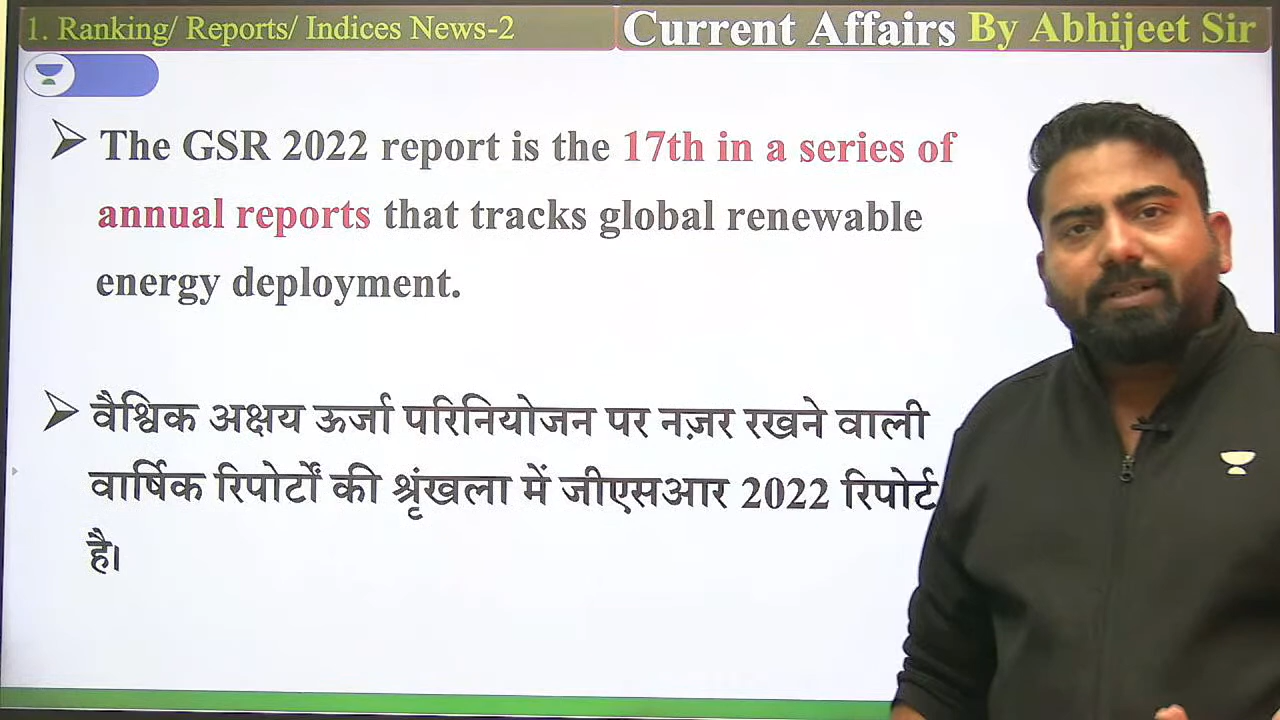 1. Ranking/ Reports/ Indices News-2
Current Affairs By Abhijeet Sir
The GSR 2022 report is the 17th in a series of
annual reports that tracks global renewable
energy deployment.
वैश्विक अक्षय ऊर्जा परिनियोजन पर नज़र रखने वाली
वार्षिक रिपोर्टों की श्रृंखला में जीएसआर 2022 रिपोर्ट
है।